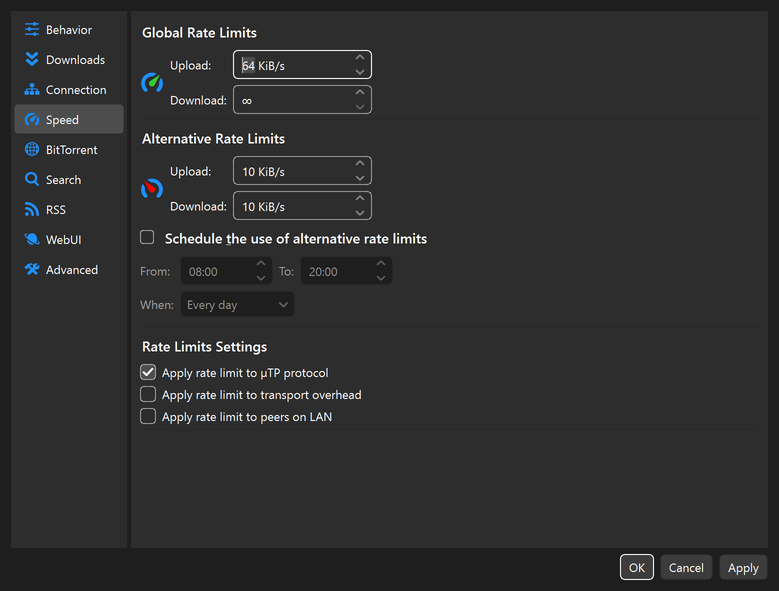 Behavior
Downloads
Connection
Speed
BitTorrent
Search
RSS
WebUI
Advanced
Global Rate Limits
Upload: 64 KiB/s
Download: ∞
Alternative Rate Limits
Upload: 10 KiB/s
Download: 10 KiB/s
Schedule the use of alternative rate limits
From: 08:00 To: 20:00
When: Every day
Rate Limits Settings
Apply rate limit to µTP protocol
Apply rate limit to transport overhead
Apply rate limit to peers on LAN
OK Cancel Apply